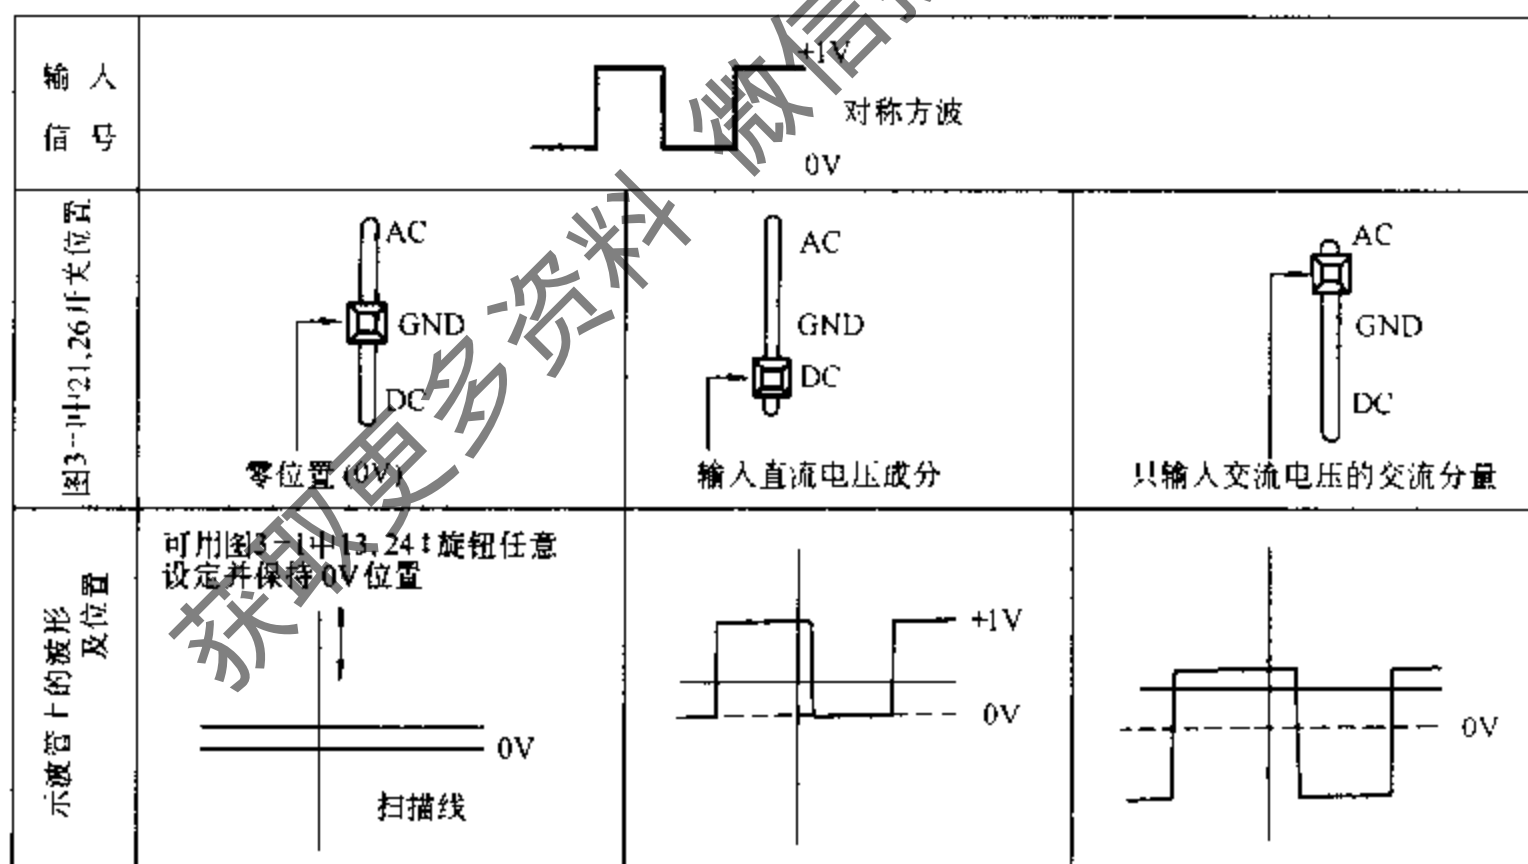 输入
信号
+1V
对称方波
0V
图3-1中21,26开关位置
AC
GND
DC
零位置(0V)
AC
GND
DC
输入直流电压成分
AC
GND
DC
只输入交流电压的交流分量
示波管上的波形
及位置
可用图3-1中13,24↕旋钮任意
设定并保持0V位置
0V
扫描线
+1V
0V
0V
获取更多资料 微信